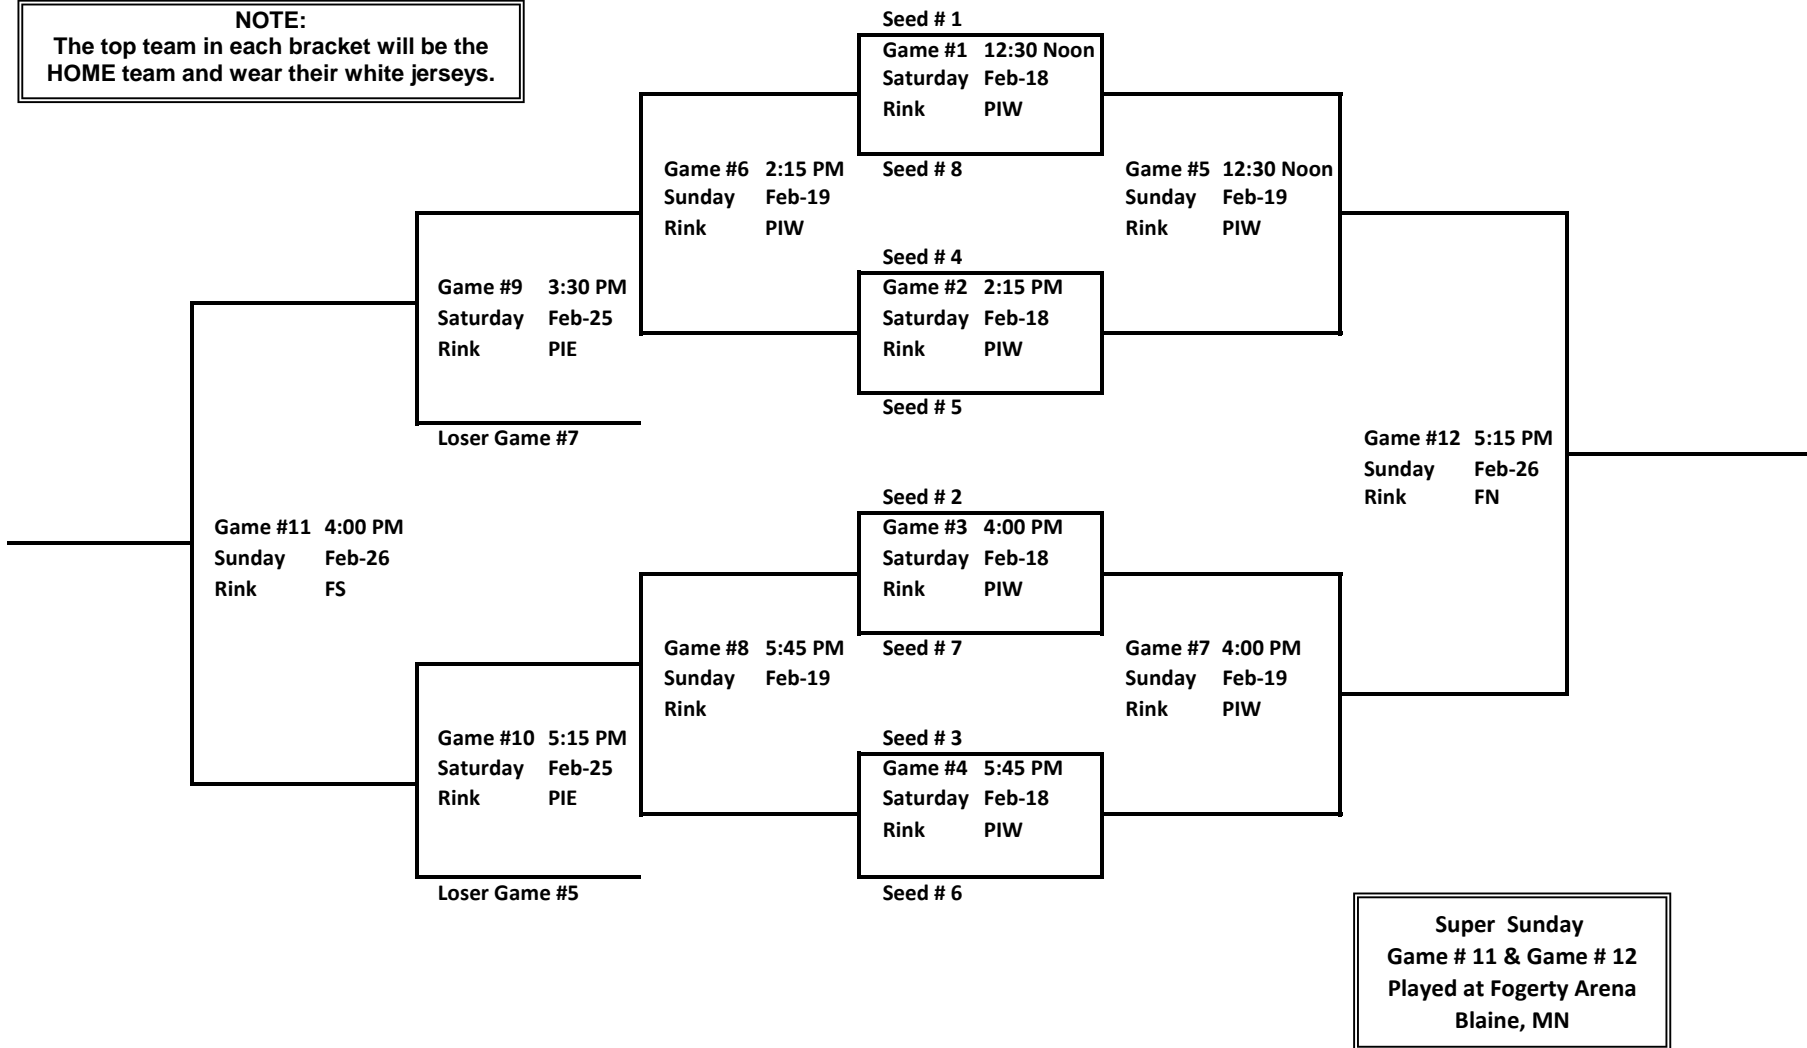 NOTE:
The top team in each bracket will be the
HOME team and wear their white jerseys.
Seed # 1
Game #1 12:30 Noon
Saturday Feb-18
Rink PIW
Seed # 8
Game #6 2:15 PM
Sunday Feb-19
Rink PIW
Game #5 12:30 Noon
Sunday Feb-19
Rink PIW
Seed # 4
Game #2 2:15 PM
Saturday Feb-18
Rink PIW
Seed # 5
Game #9 3:30 PM
Saturday Feb-25
Rink PIE
Loser Game #7
Game #12 5:15 PM
Sunday Feb-26
Rink FN
Seed # 2
Game #3 4:00 PM
Saturday Feb-18
Rink PIW
Seed # 7
Game #11 4:00 PM
Sunday Feb-26
Rink FS
Game #8 5:45 PM
Sunday Feb-19
Rink
Game #7 4:00 PM
Sunday Feb-19
Rink PIW
Seed # 3
Game #4 5:45 PM
Saturday Feb-18
Rink PIW
Seed # 6
Game #10 5:15 PM
Saturday Feb-25
Rink PIE
Loser Game #5
Super Sunday
Game # 11 & Game # 12
Played at Fogerty Arena
Blaine, MN